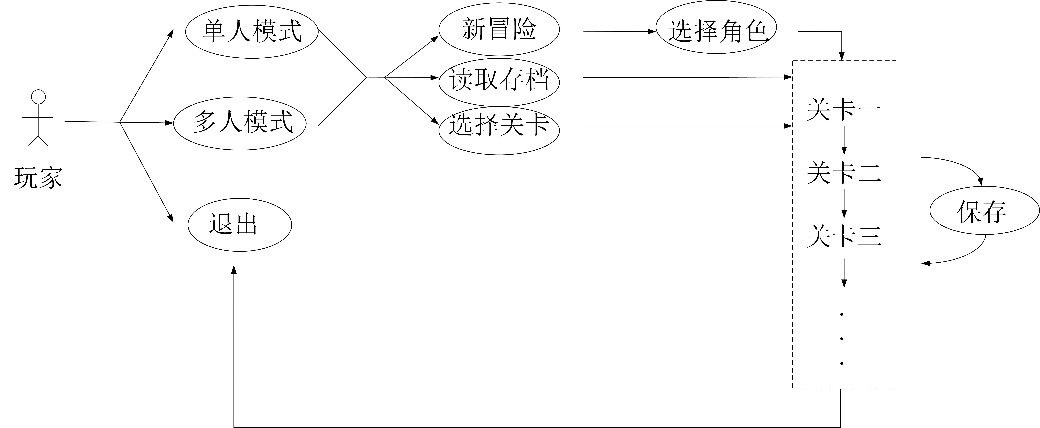 单人模式
新冒险
选择角色
读取存档
关卡一
多人模式
选择关卡
玩家
关卡二
保存
退出
关卡三